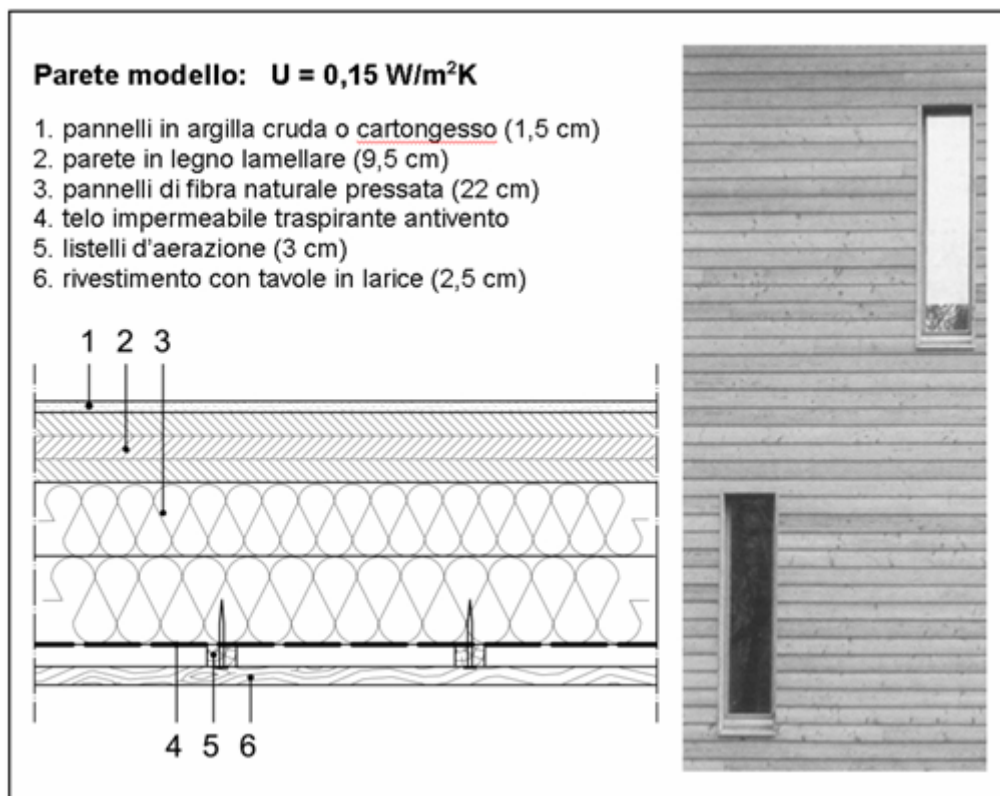 Parete modello: U = 0,15 W/m²K
1. pannelli in argilla cruda o cartongesso (1,5 cm)
2. parete in legno lamellare (9,5 cm)
3. pannelli di fibra naturale pressata (22 cm)
4. telo impermeabile traspirante antivento
5. listelli d'aerazione (3 cm)
6. rivestimento con tavole in larice (2,5 cm)
1 2 3
4 5 6